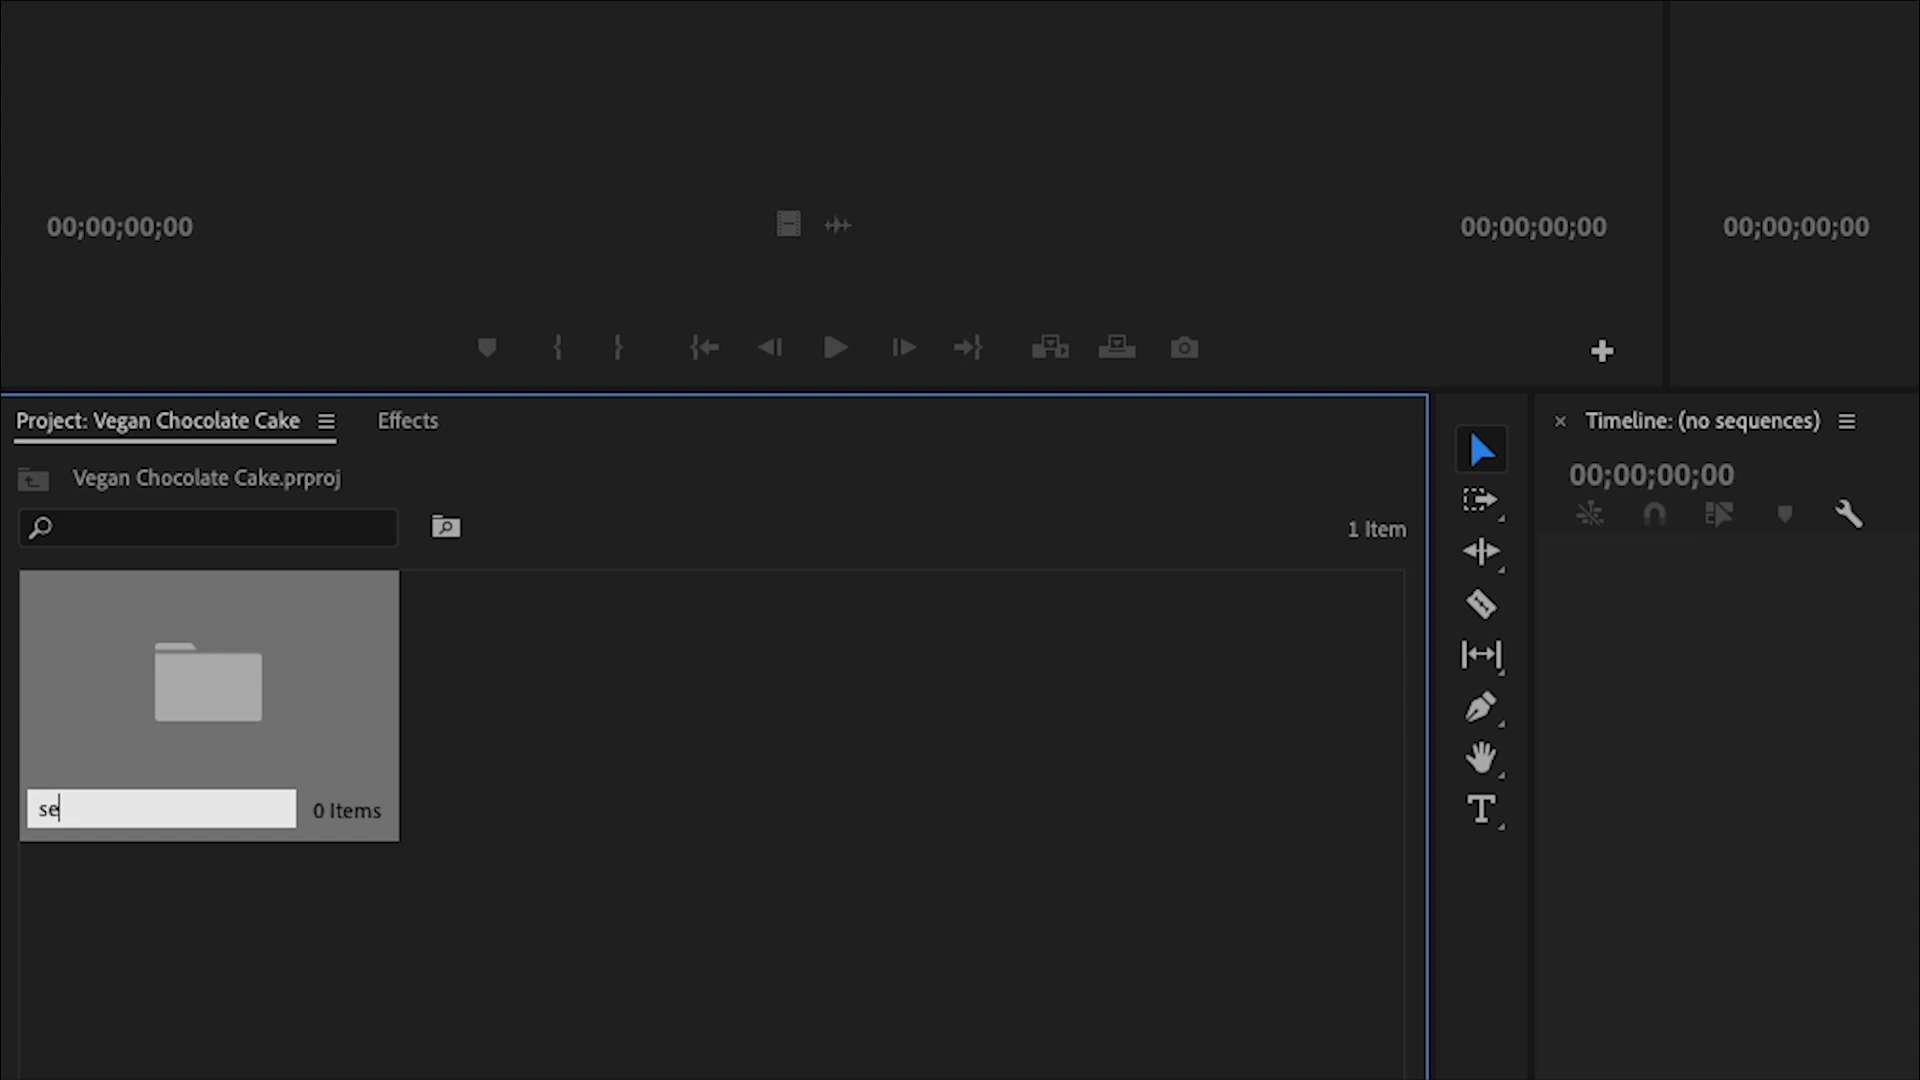 00;00;00;00
00;00;00;00
00;00;00;00
Project: Vegan Chocolate Cake
Effects
Vegan Chocolate Cake.prproj
1 Item
se
0 Items
Timeline: (no sequences)
00;00;00;00